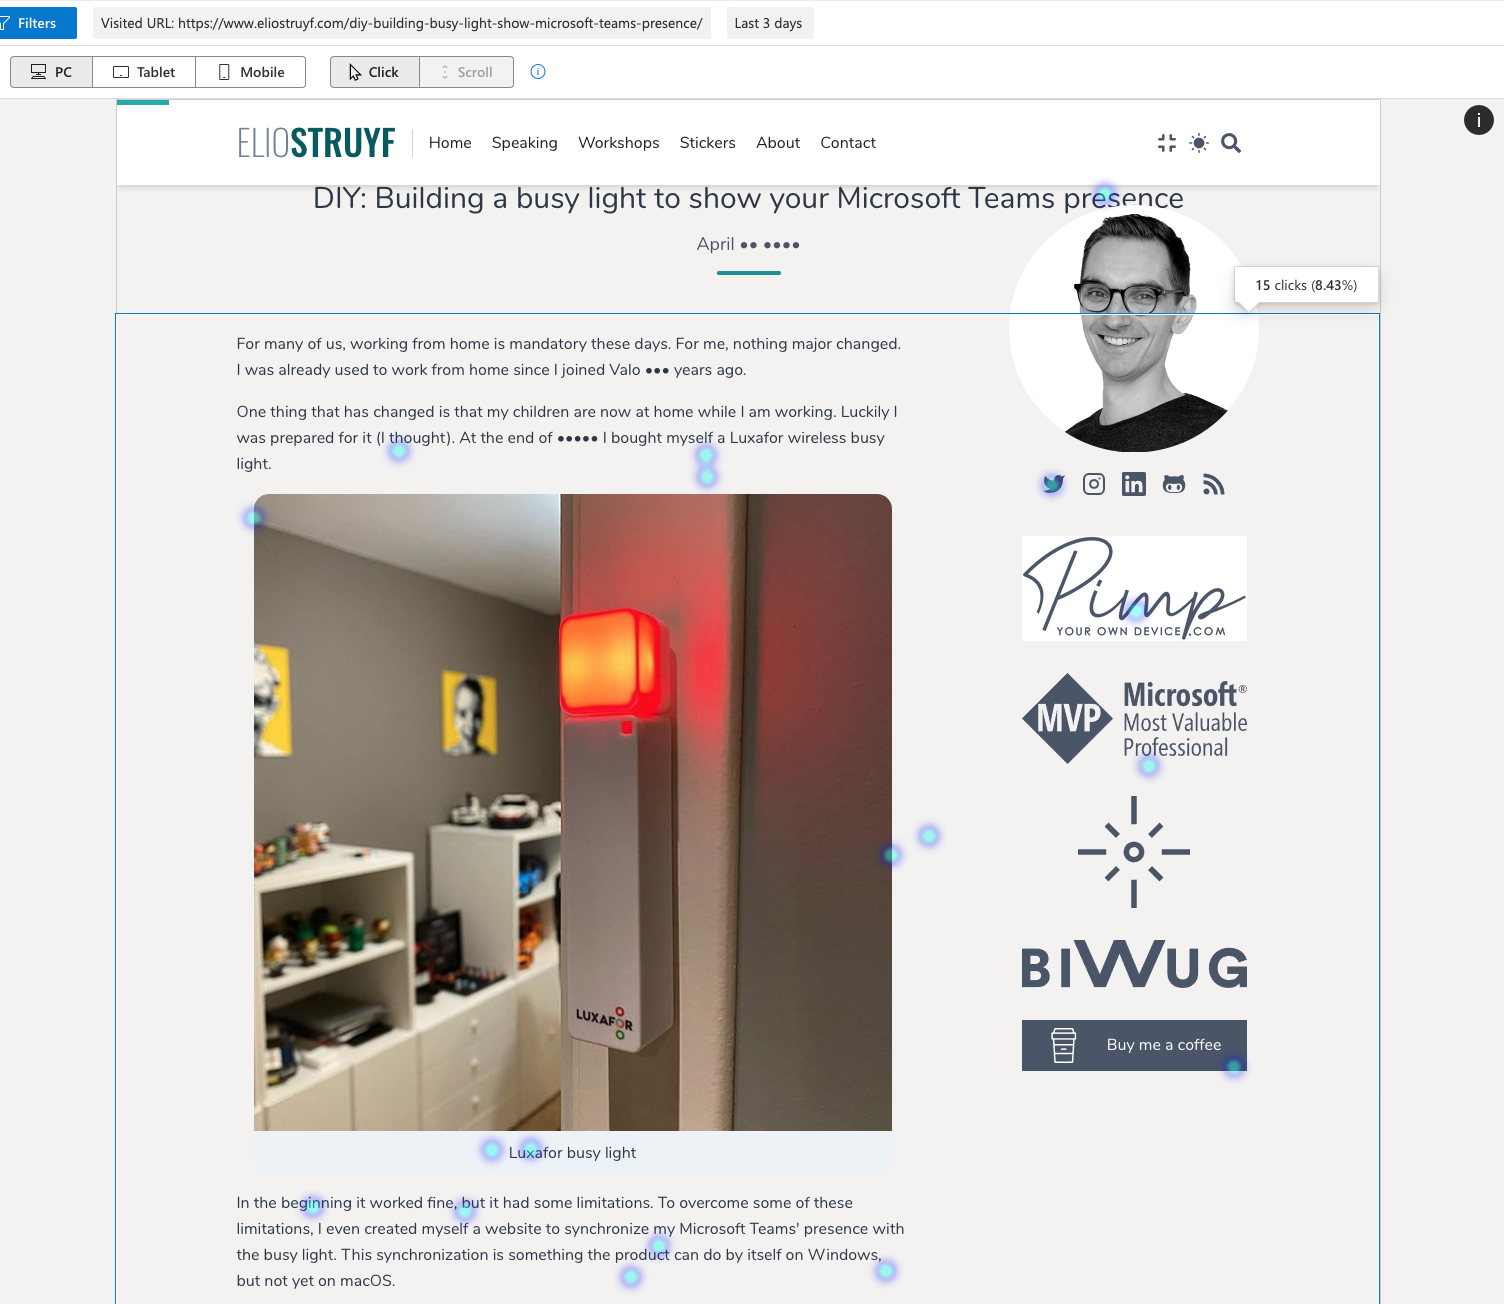 Filters
Visited URL: https://www.eliostruyf.com/diy-building-busy-light-show-microsoft-teams-presence/
Last 3 days
PC
Tablet
Mobile
Click
Scroll
ELIOSTRUYF
Home
Speaking
Workshops
Stickers
About
Contact
DIY: Building a busy light to show your Microsoft Teams presence
April •• ••••
15 clicks (8.43%)
For many of us, working from home is mandatory these days. For me, nothing major changed.
I was already used to work from home since I joined Valo ••• years ago.
One thing that has changed is that my children are now at home while I am working. Luckily I
was prepared for it (I thought). At the end of ••••• I bought myself a Luxafor wireless busy
light.
LUXAFOR
Luxafor busy light
In the beginning it worked fine, but it had some limitations. To overcome some of these
limitations, I even created myself a website to synchronize my Microsoft Teams' presence with
the busy light. This synchronization is something the product can do by itself on Windows,
but not yet on macOS.
Pimp
YOUR OWN DEVICE.COM
MVP
Microsoft®
Most Valuable
Professional
BIWUG
Buy me a coffee